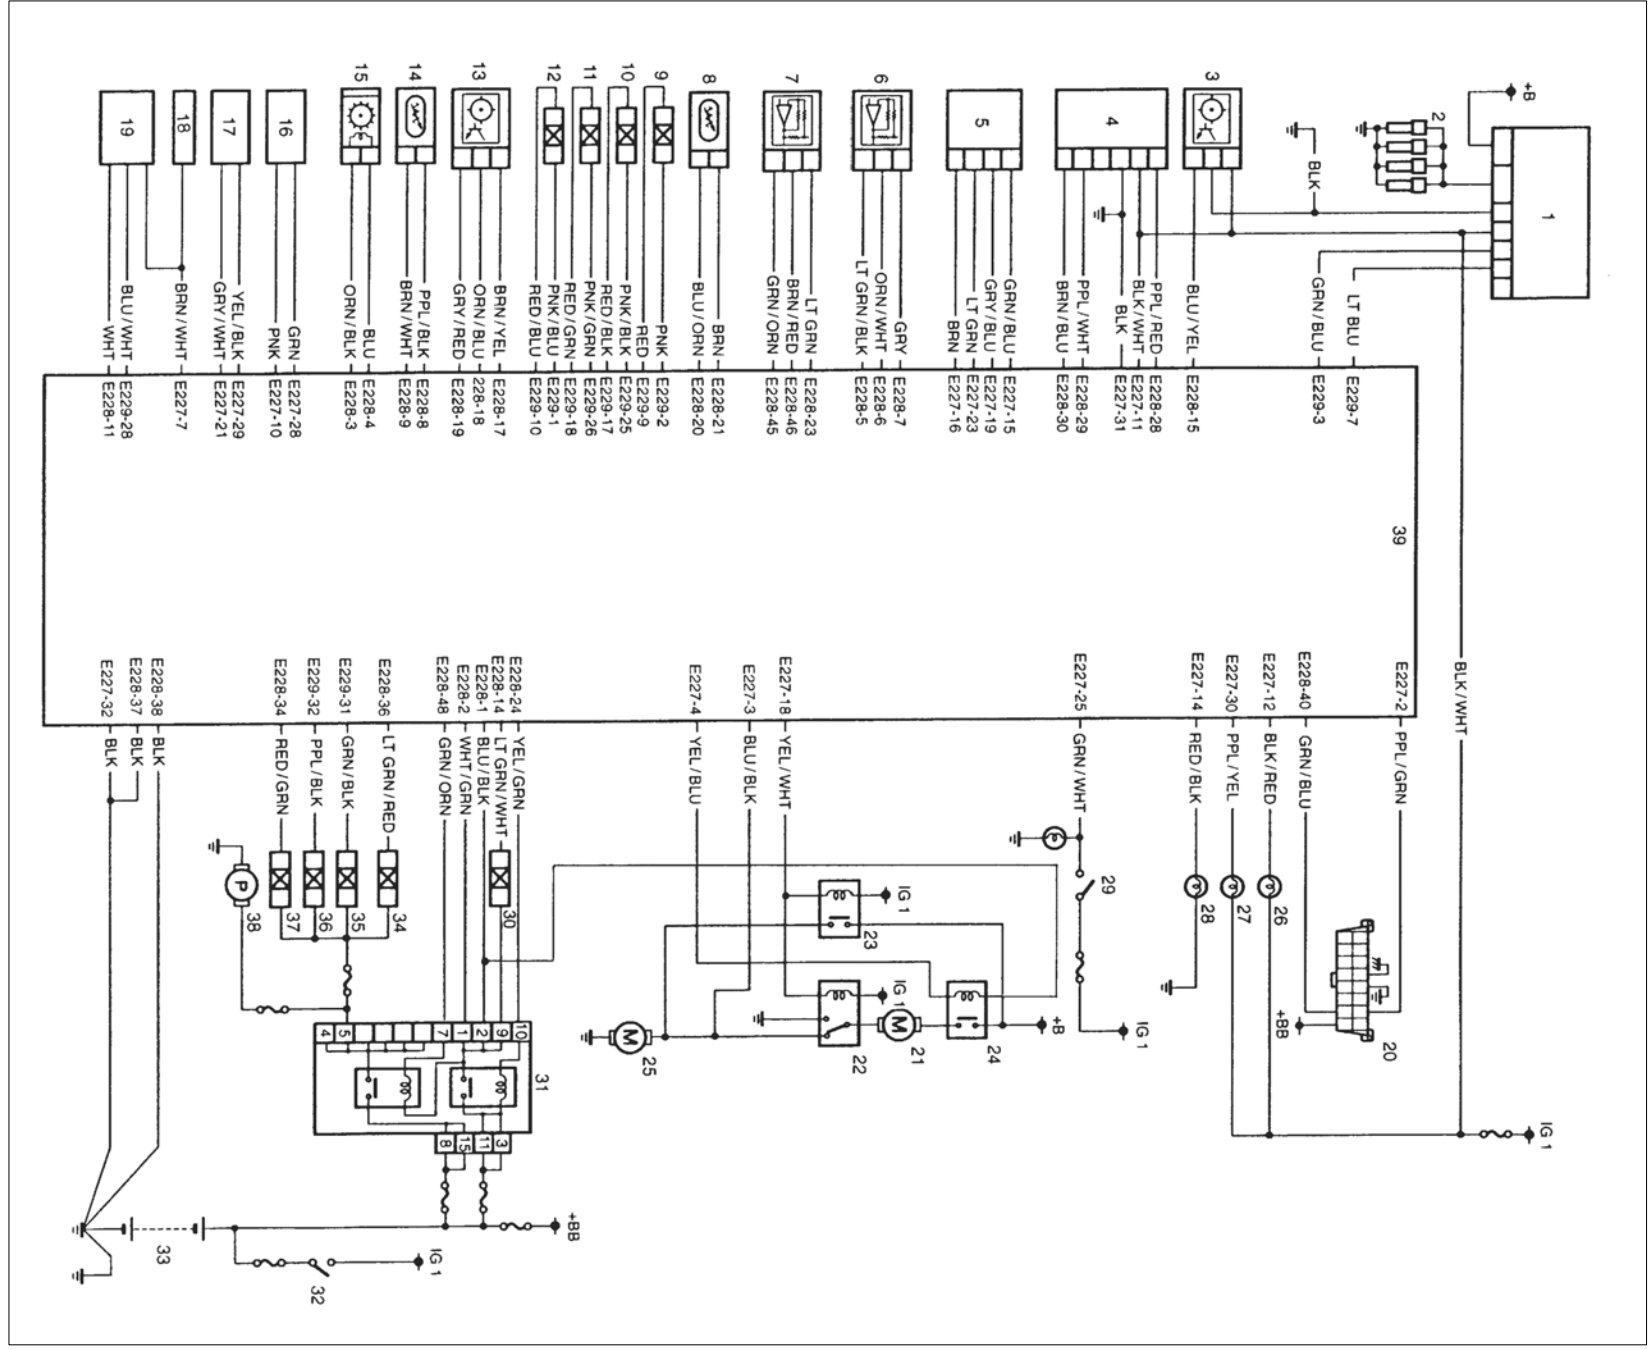 +B
1
2
BLK
LT BLU E229-7
GRN/BLU E229-3
3
BLU/YEL E228-15
4
PPL/RED E228-28
BLK/WHT E227-11
BLK E227-31
PPL/WHT E228-29
BRN/BLU E228-30
5
GRN/BLU E227-15
GRY/BLU E227-19
LT GRN E227-23
BRN E227-16
6
GRY E228-7
ORN/WHT E228-6
LT GRN/BLK E228-5
7
LT GRN E228-23
BRN/RED E228-46
GRN/ORN E228-45
8
BRN E228-21
BLU/ORN E228-20
9
PNK E229-2
RED E229-9
10
PNK/BLK E229-25
RED/BLK E229-17
11
PNK/GRN E229-26
RED/GRN E229-18
12
PNK/BLU E229-1
RED/BLU E229-10
13
BRN/YEL E228-17
ORN/BLU 228-18
GRY/RED E228-19
14
PPL/BLK E228-8
BRN/WHT E228-9
15
BLU E228-4
ORN/BLK E228-3
16
GRN E227-28
PNK E227-10
17
YEL/BLK E227-29
GRY/WHT E227-21
18
BRN/WHT E227-7
19
BLU/WHT E229-28
WHT E228-11
39
BLK/WHT
IG 1
E227-2 PPL/GRN
E228-40 GRN/BLU
20
+BB
E227-12 BLK/RED
26
E227-30 PPL/YEL
27
E227-14 RED/BLK
28
E227-25 GRN/WHT
29
IG 1
E227-18 YEL/WHT
E227-3 BLU/BLK
E227-4 YEL/BLU
IG 1
23
+B
24
IG 1
M
21
22
M
25
E228-24 YEL/GRN
E228-14 LT GRN/WHT
E228-1 BLU/BLK
E228-2 WHT/GRN
E228-48 GRN/ORN
30
10
9
2
1
7
5
4
31
3
11
15
8
+BB
IG 1
32
33
E228-36 LT GRN/RED
34
E229-31 GRN/BLK
35
E229-32 PPL/BLK
36
E228-34 RED/GRN
37
P
38
E228-38 BLK
E228-37 BLK
E227-32 BLK